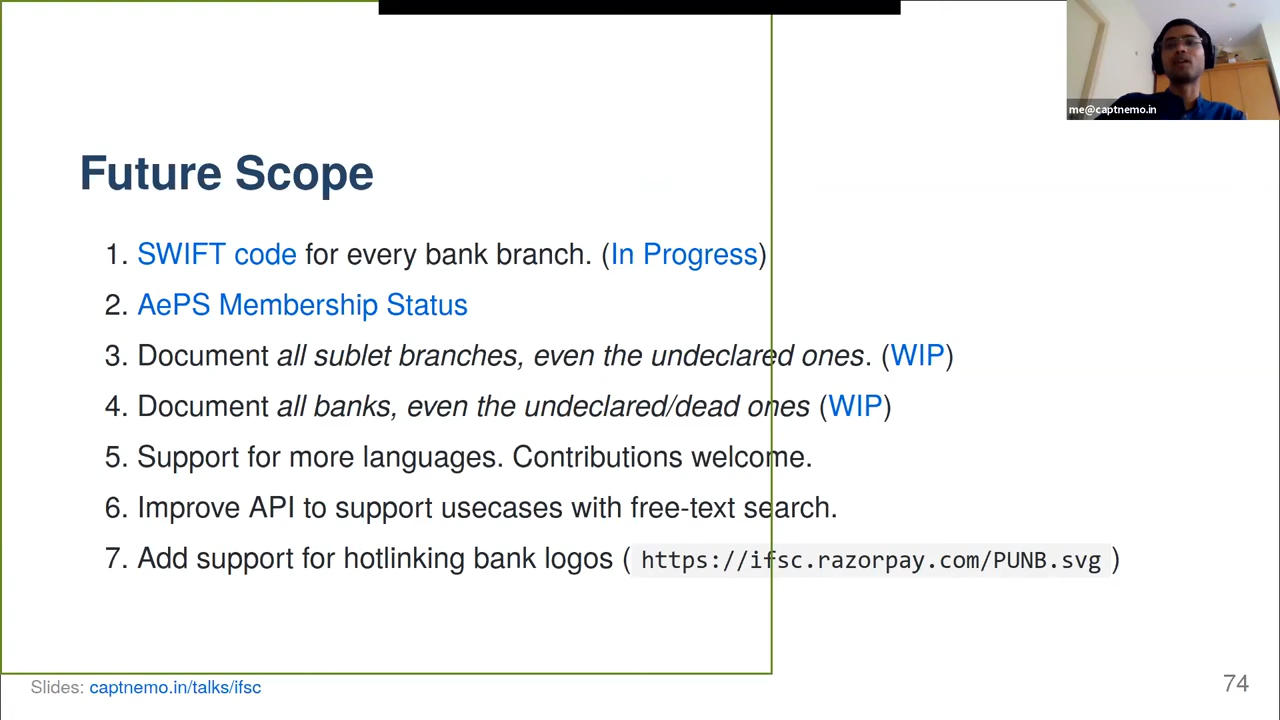 me@captnemo.in
Future Scope
1. SWIFT code for every bank branch. (In Progress)
2. AePS Membership Status
3. Document all sublet branches, even the undeclared ones. (WIP)
4. Document all banks, even the undeclared/dead ones (WIP)
5. Support for more languages. Contributions welcome.
6. Improve API to support usecases with free-text search.
7. Add support for hotlinking bank logos ( https://ifsc.razorpay.com/PUNB.svg )
Slides: captnemo.in/talks/ifsc
74